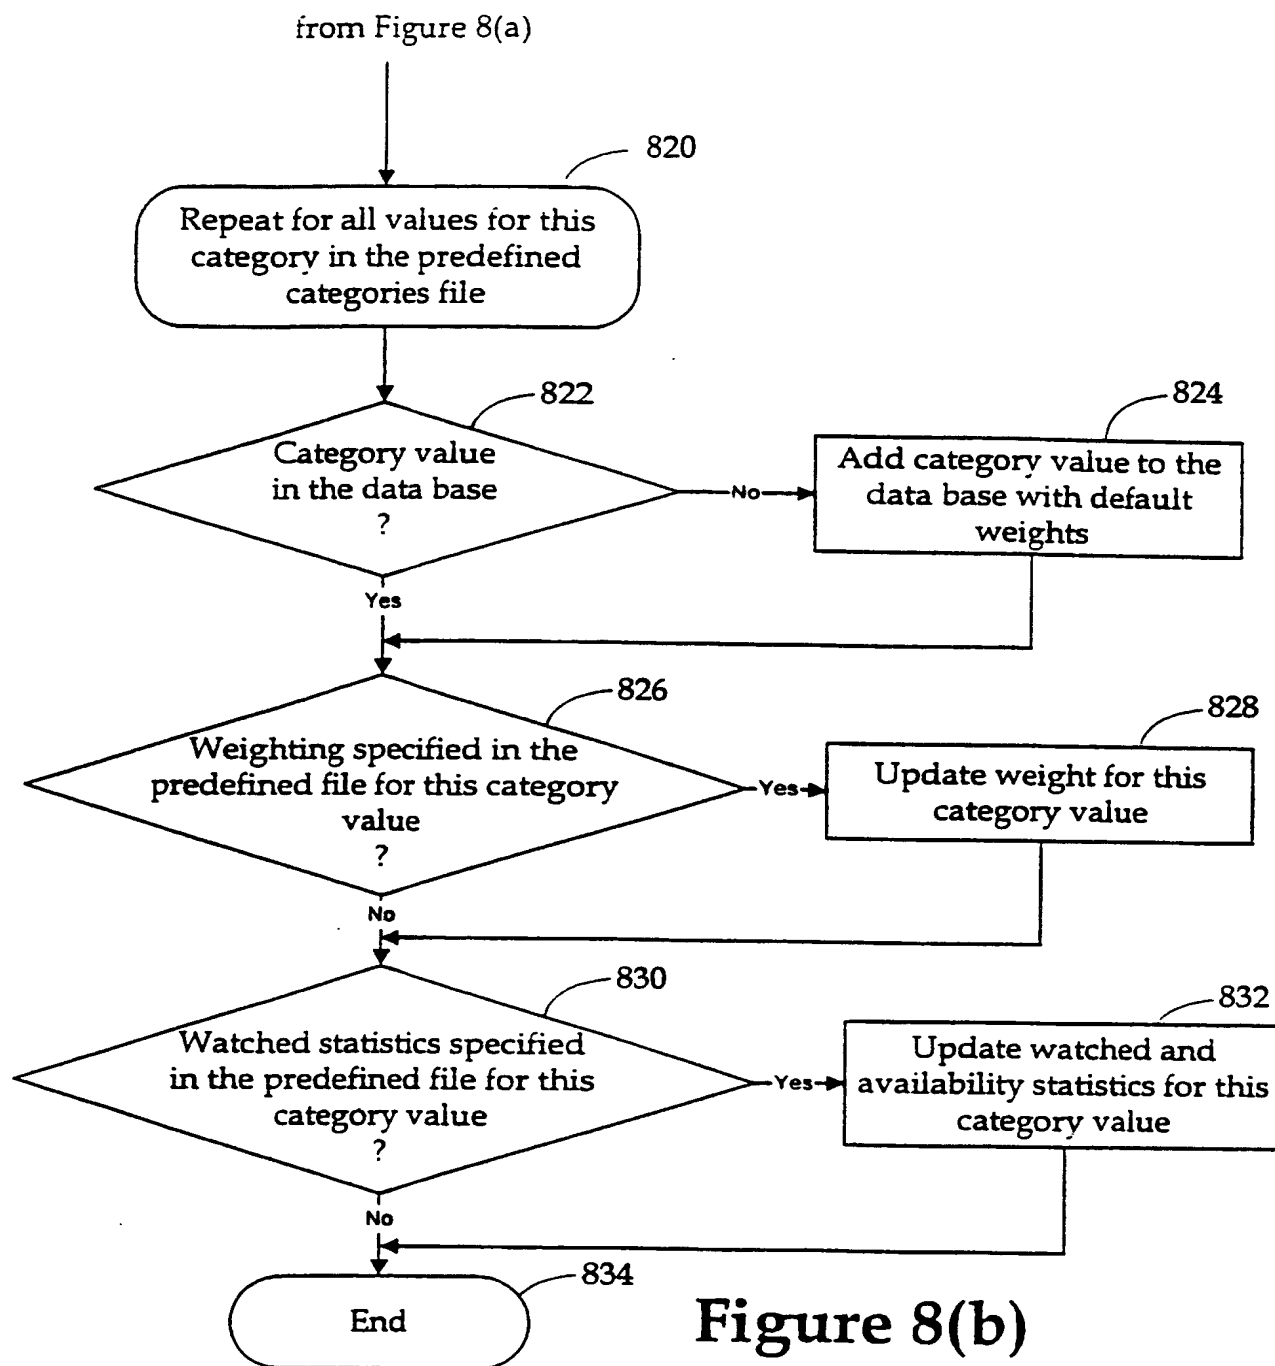 from Figure 8(a)
820
Repeat for all values for this
category in the predefined
categories file
822
Category value
in the data base
?
No
824
Add category value to the
data base with default
weights
Yes
826
Weighting specified in the
predefined file for this category
value
?
Yes
828
Update weight for this
category value
No
830
Watched statistics specified
in the predefined file for this
category value
?
Yes
832
Update watched and
availability statistics for this
category value
No
834
End
Figure 8(b)